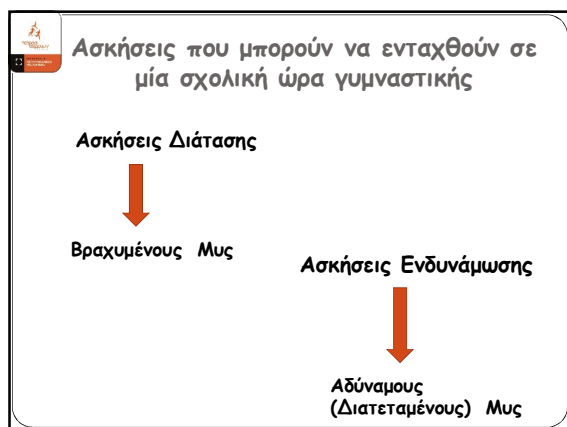 Ασκήσεις που μπορούν να ενταχθούν σε
μία σχολική ώρα γυμναστικής
Ασκήσεις Διάτασης
Βραχυμένους Μυς
Ασκήσεις Ενδυνάμωσης
Αδύναμους
(Διατεταμένους) Μυς